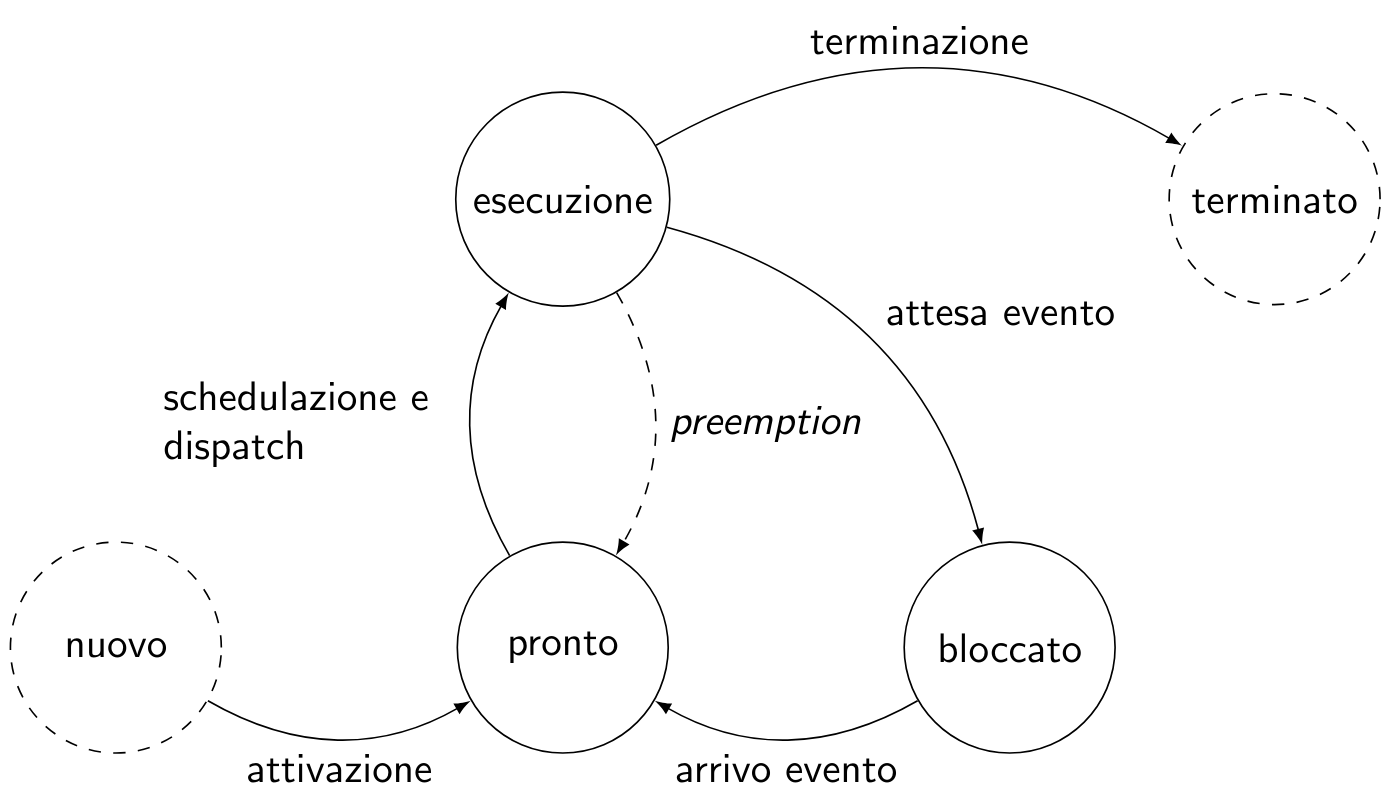 terminazione
esecuzione
terminato
attesa evento
schedulazione e
dispatch
preemption
nuovo
pronto
bloccato
attivazione
arrivo evento